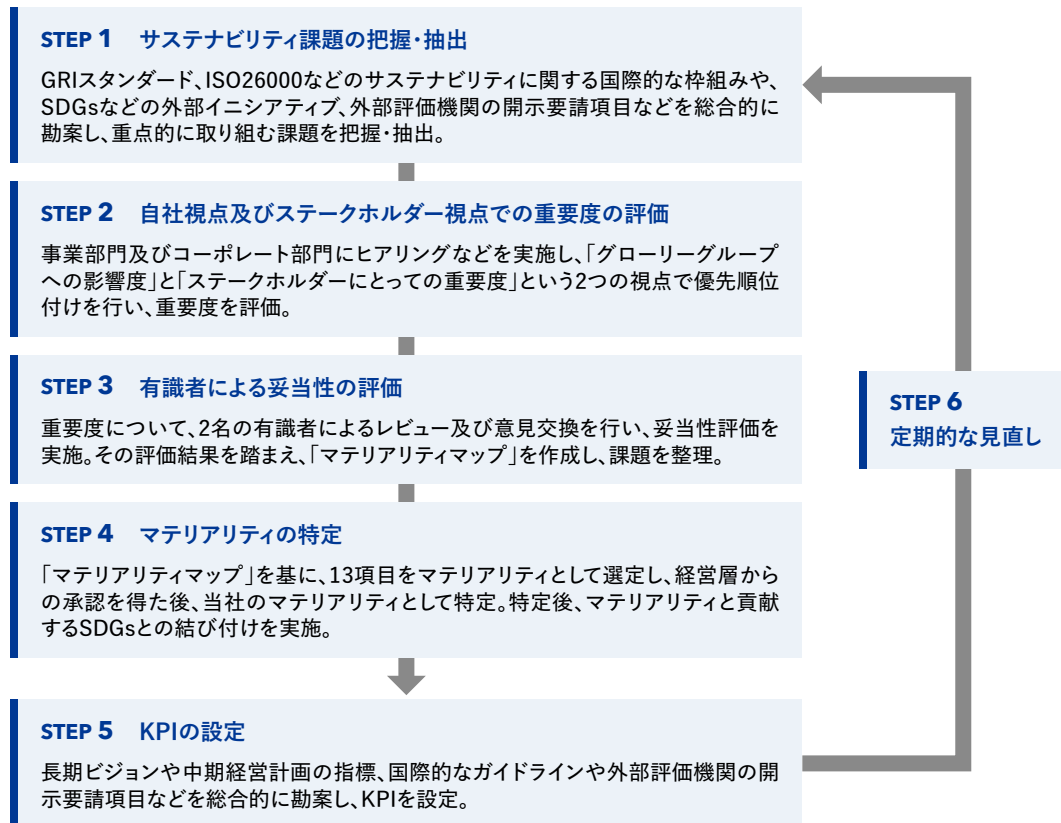 STEP 1 サステナビリティ課題の把握・抽出
GRIスタンダード、ISO26000などのサステナビリティに関する国際的な枠組みや、
SDGsなどの外部イニシアティブ、外部評価機関の開示要請項目などを総合的に
勘案し、重点的に取り組む課題を把握・抽出。
STEP 2 自社視点及びステークホルダー視点での重要度の評価
事業部門及びコーポレート部門にヒアリングなどを実施し、「グローリーグループ
への影響度」と「ステークホルダーにとっての重要度」という2つの視点で優先順位
付けを行い、重要度を評価。
STEP 3 有識者による妥当性の評価
重要度について、2名の有識者によるレビュー及び意見交換を行い、妥当性評価を
実施。その評価結果を踏まえ、「マテリアリティマップ」を作成し、課題を整理。
STEP 4 マテリアリティの特定
「マテリアリティマップ」を基に、13項目をマテリアリティとして選定し、経営層から
の承認を得た後、当社のマテリアリティとして特定。特定後、マテリアリティと貢献
するSDGsとの結び付けを実施。
STEP 5 KPIの設定
長期ビジョンや中期経営計画の指標、国際的なガイドラインや外部評価機関の開
示要請項目などを総合的に勘案し、KPIを設定。
STEP 6
定期的な見直し